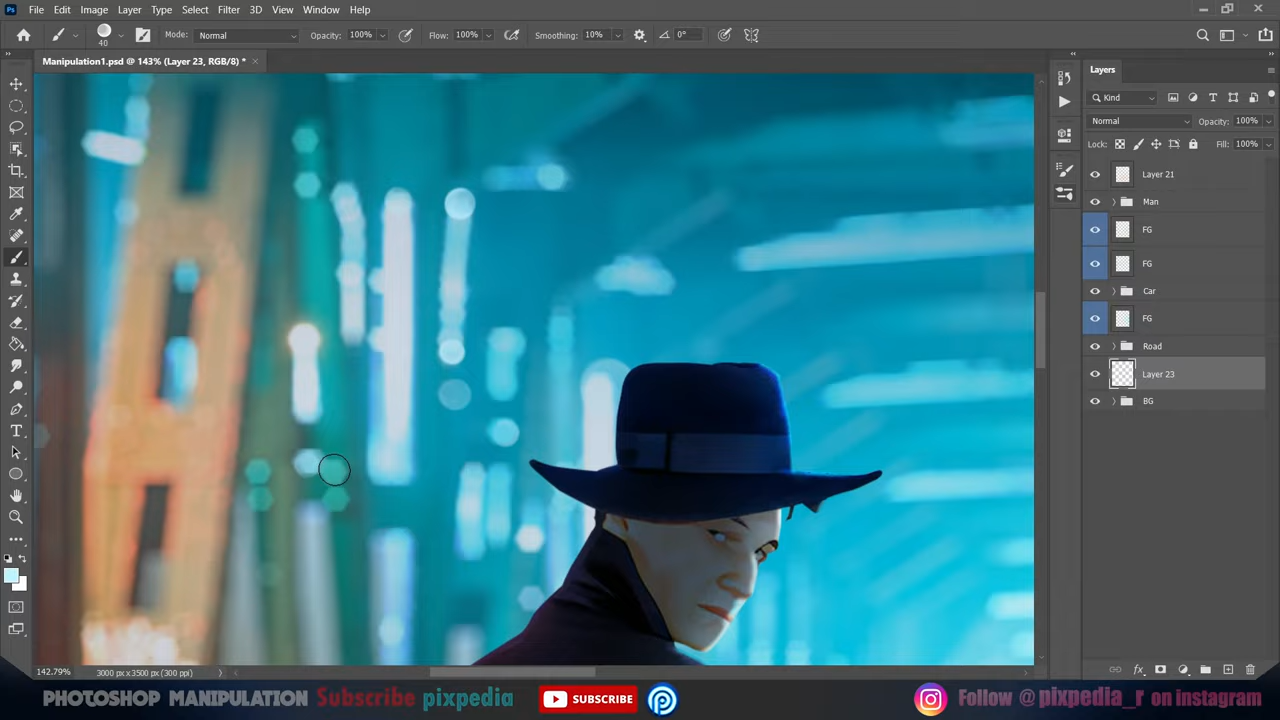 Ps File Edit Image Layer Type Select Filter 3D View Window Help
40 Mode: Normal Opacity: 100% Flow: 100% Smoothing: 10% 0°
Manipulation1.psd @ 143% (Layer 23, RGB/8) *
Layers
Kind
Normal Opacity: 100%
Lock: Fill: 100%
Layer 21
Man
FG
FG
Car
FG
Road
Layer 23
BG
142.79% 3000 px x 3500 px (300 ppi)
PHOTOSHOP MANIPULATION Subscribe pixpedia SUBSCRIBE Follow @pixpedia_r on instagram